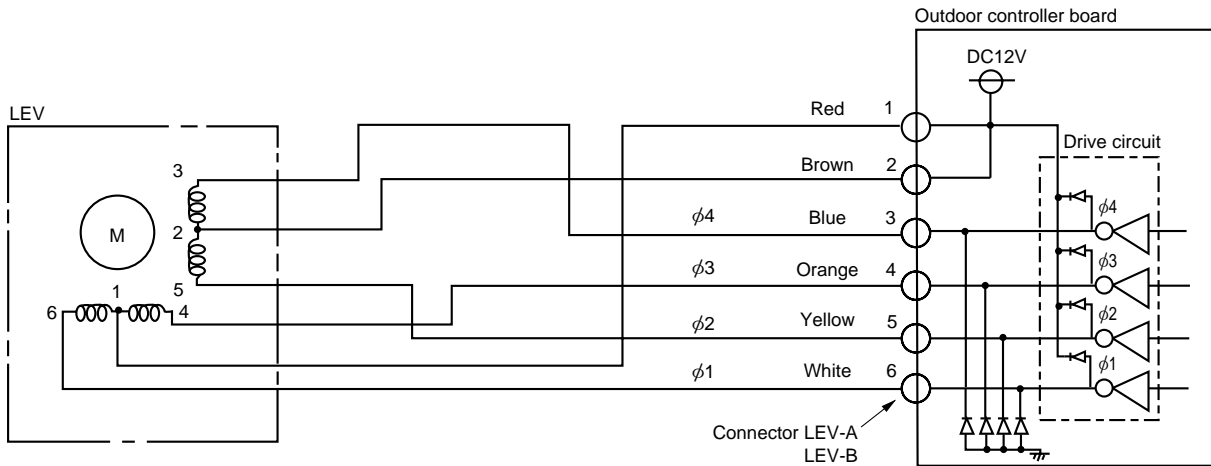 Outdoor controller board
DC12V
LEV
Red 1
Drive circuit
Brown 2
3
ϕ4 Blue 3 ϕ4
M
2
ϕ3 Orange 4 ϕ3
5
6 1 4
ϕ2 Yellow 5 ϕ2
ϕ1 White 6 ϕ1
Connector LEV-A
LEV-B